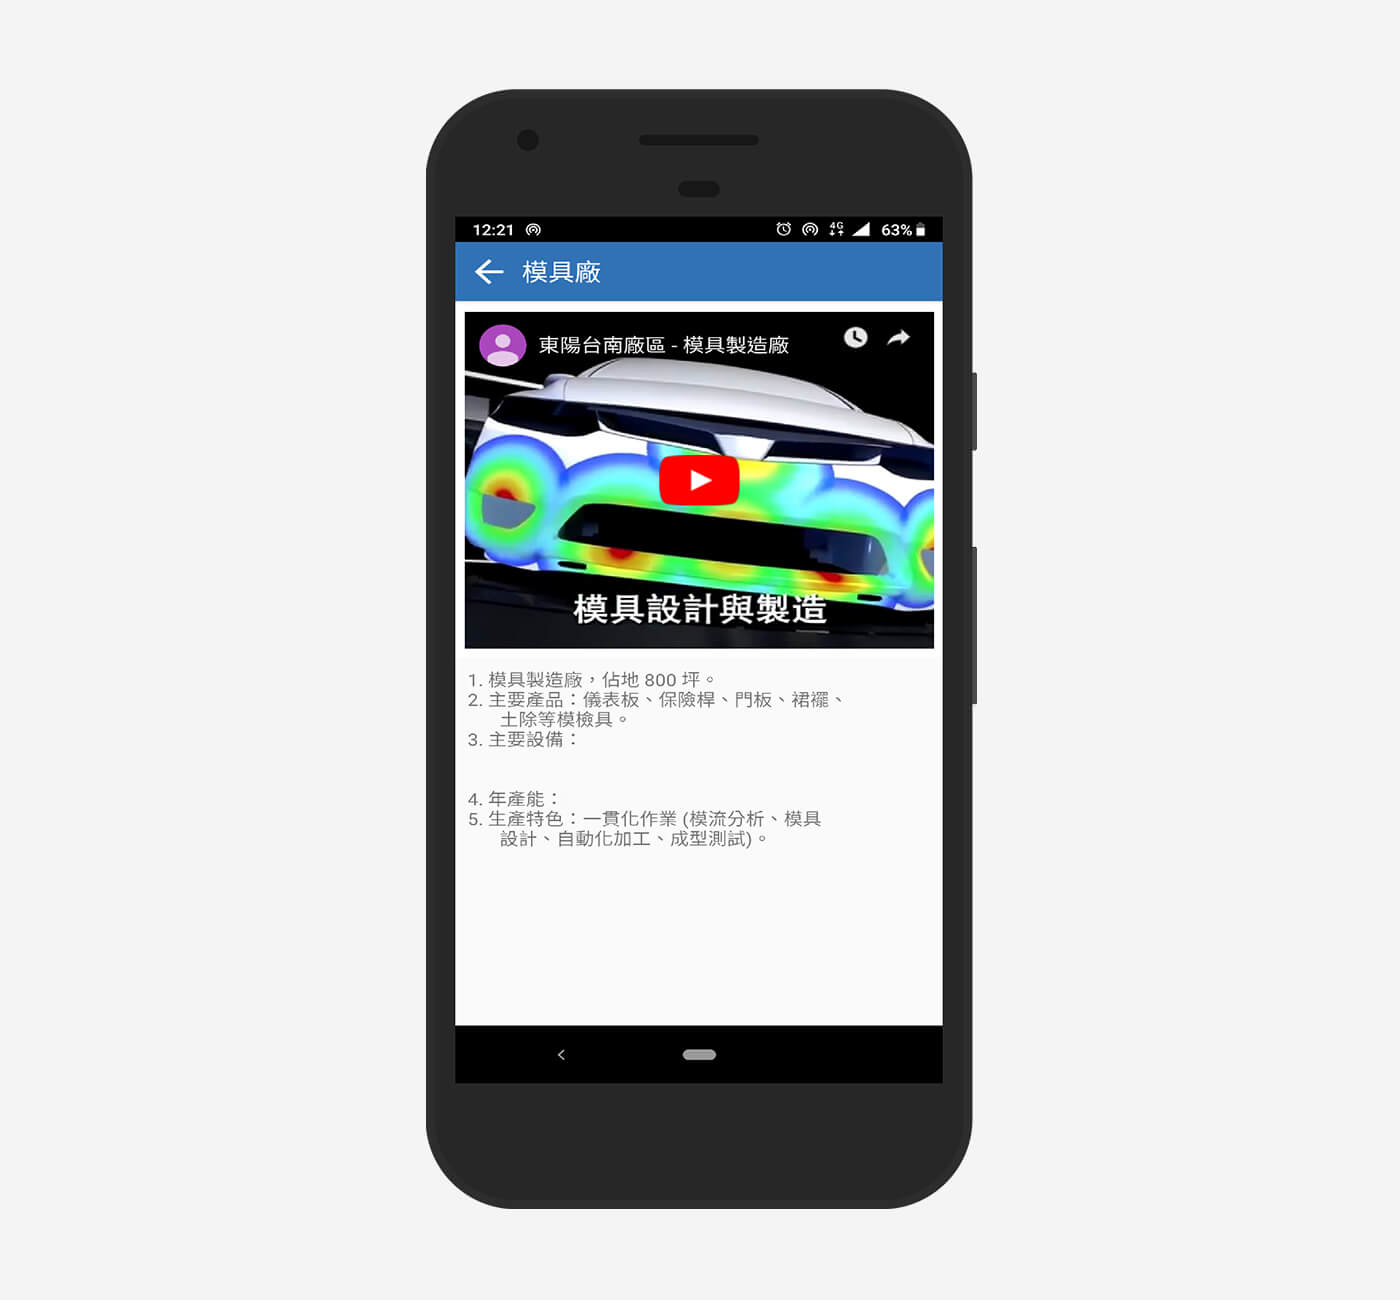 12:21
4G
63%
模具廠
東陽台南廠區 - 模具製造廠
模具設計與製造
1. 模具製造廠，佔地 800 坪。
2. 主要產品：儀表板、保險桿、門板、裙襬、
土除等模檢具。
3. 主要設備：
4. 年產能：
5. 生產特色：一貫化作業 (模流分析、模具
設計、自動化加工、成型測試)。